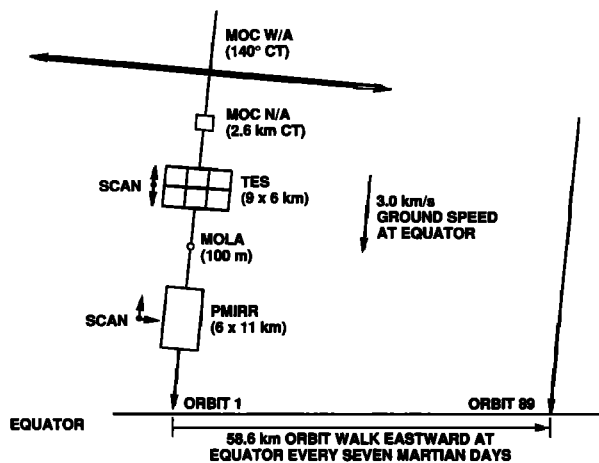 MOC W/A
(140° CT)
MOC N/A
(2.6 km CT)
SCAN
TES
(9 x 6 km)
3.0 km/s
GROUND SPEED
AT EQUATOR
MOLA
(100 m)
SCAN
PMIRR
(6 x 11 km)
ORBIT 1
ORBIT 89
EQUATOR
58.6 km ORBIT WALK EASTWARD AT
EQUATOR EVERY SEVEN MARTIAN DAYS